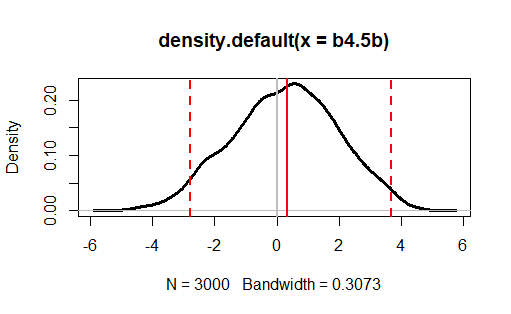 density.default(x = b4.5b)
Density
0.00 0.10 0.20
-6 -4 -2 0 2 4 6
N = 3000 Bandwidth = 0.3073